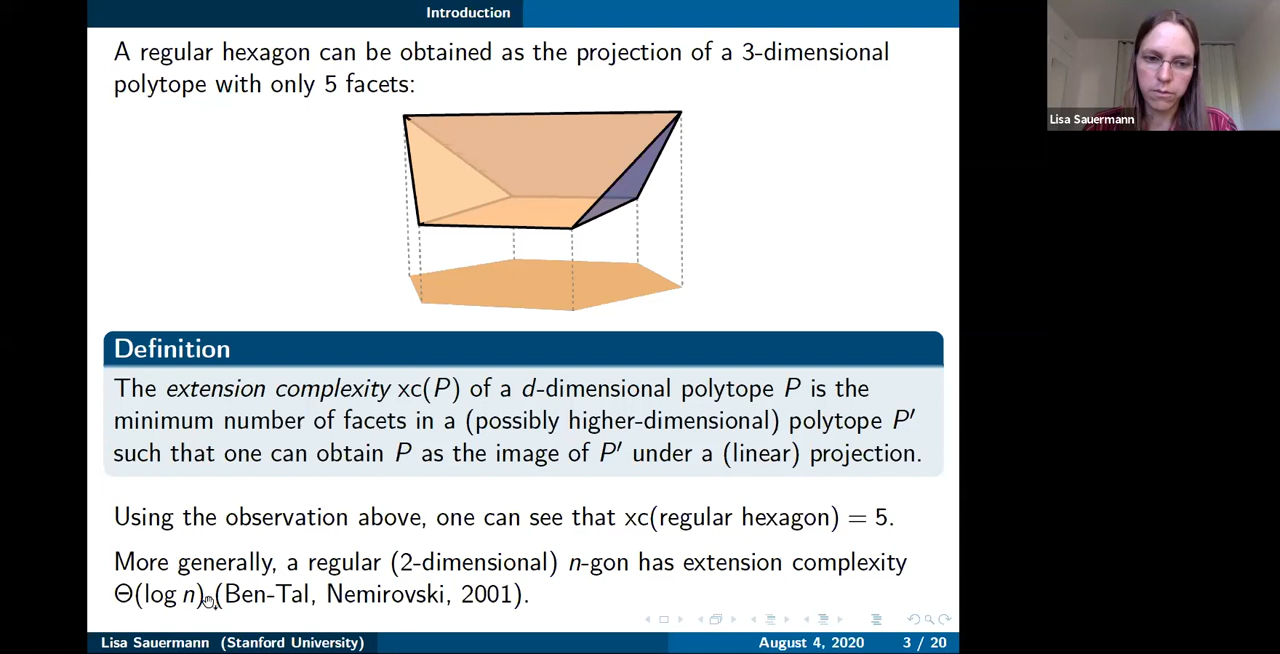 Introduction
A regular hexagon can be obtained as the projection of a 3-dimensional
polytope with only 5 facets:
Definition
The extension complexity xc(P) of a d-dimensional polytope P is the
minimum number of facets in a (possibly higher-dimensional) polytope P′
such that one can obtain P as the image of P′ under a (linear) projection.
Using the observation above, one can see that xc(regular hexagon) = 5.
More generally, a regular (2-dimensional) n-gon has extension complexity
Θ(log n) (Ben-Tal, Nemirovski, 2001).
Lisa Sauermann (Stanford University) August 4, 2020 3 / 20
Lisa Sauermann